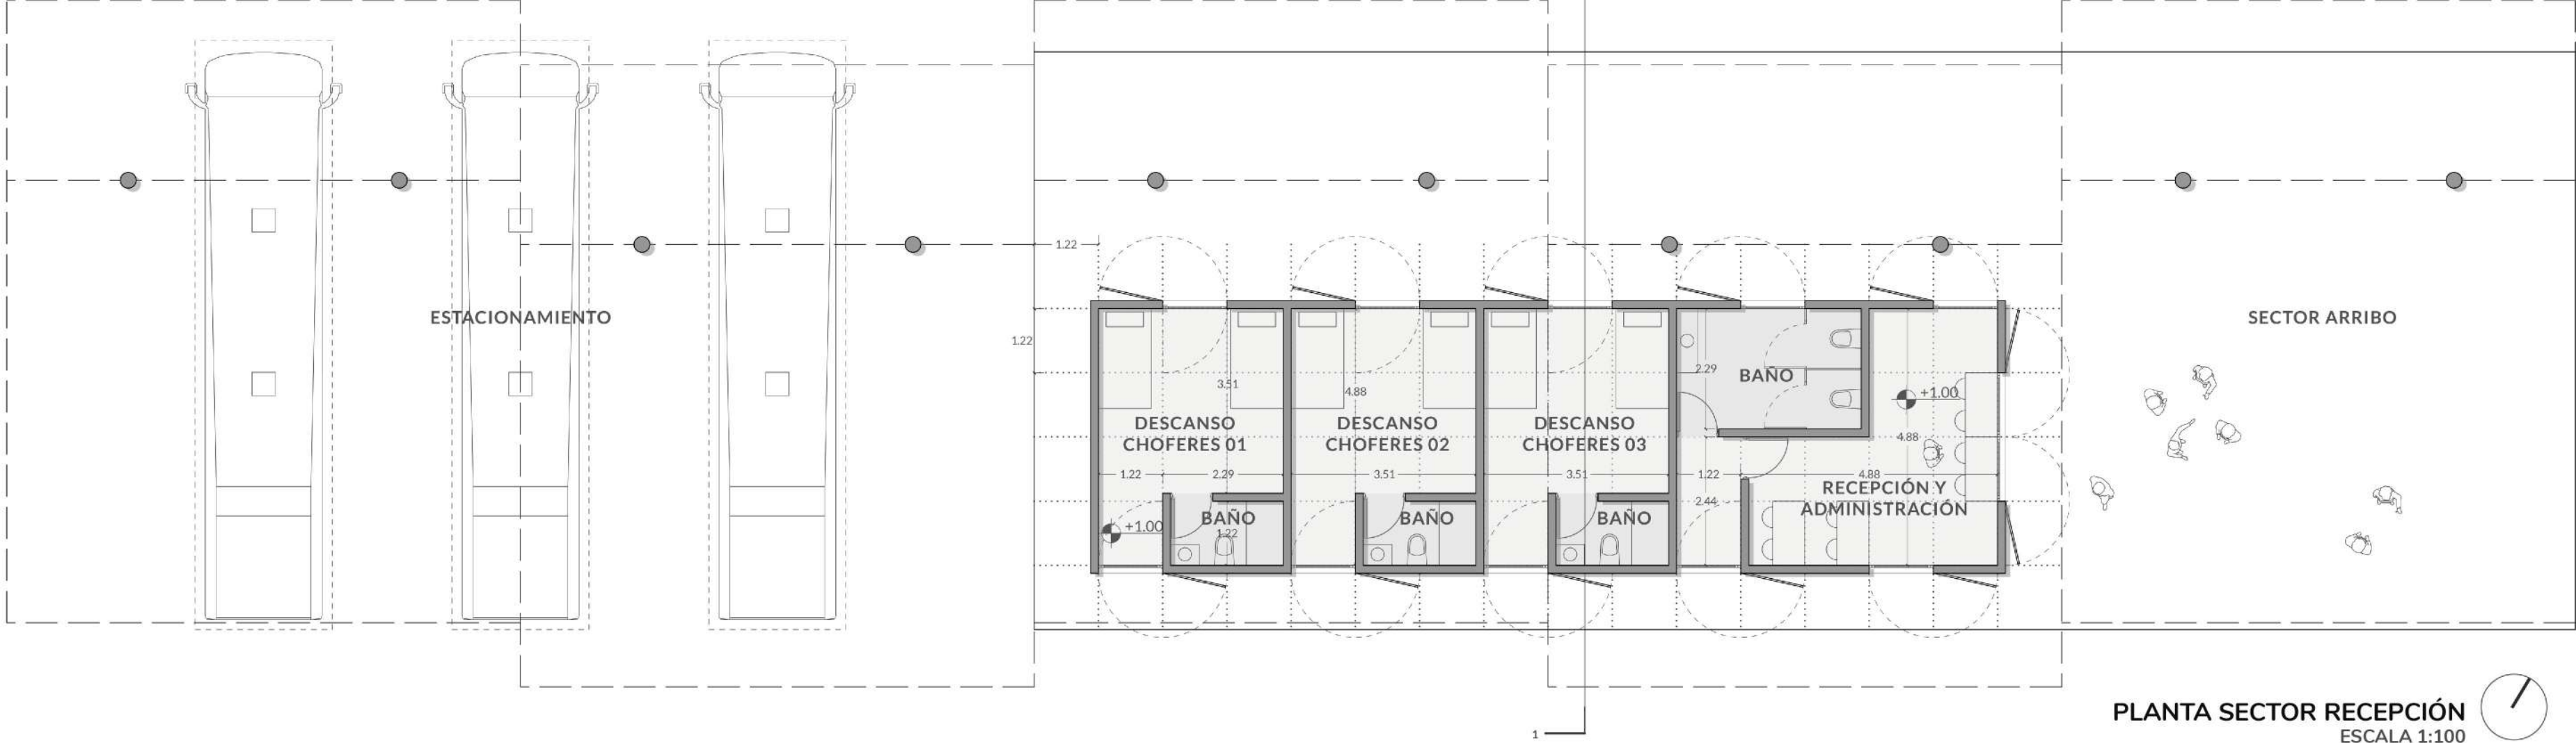 1.22
ESTACIONAMIENTO
SECTOR ARRIBO
1.22
2.29
BAÑO
3.51
4.88
+1.00
DESCANSO
CHOFERES 01
DESCANSO
CHOFERES 02
DESCANSO
CHOFERES 03
4.88
1.22
2.29
3.51
3.51
1.22
4.88
RECEPCIÓN Y
ADMINISTRACIÓN
2.44
+1.00
BAÑO
1.22
BAÑO
BAÑO
1
PLANTA SECTOR RECEPCIÓN
ESCALA 1:100